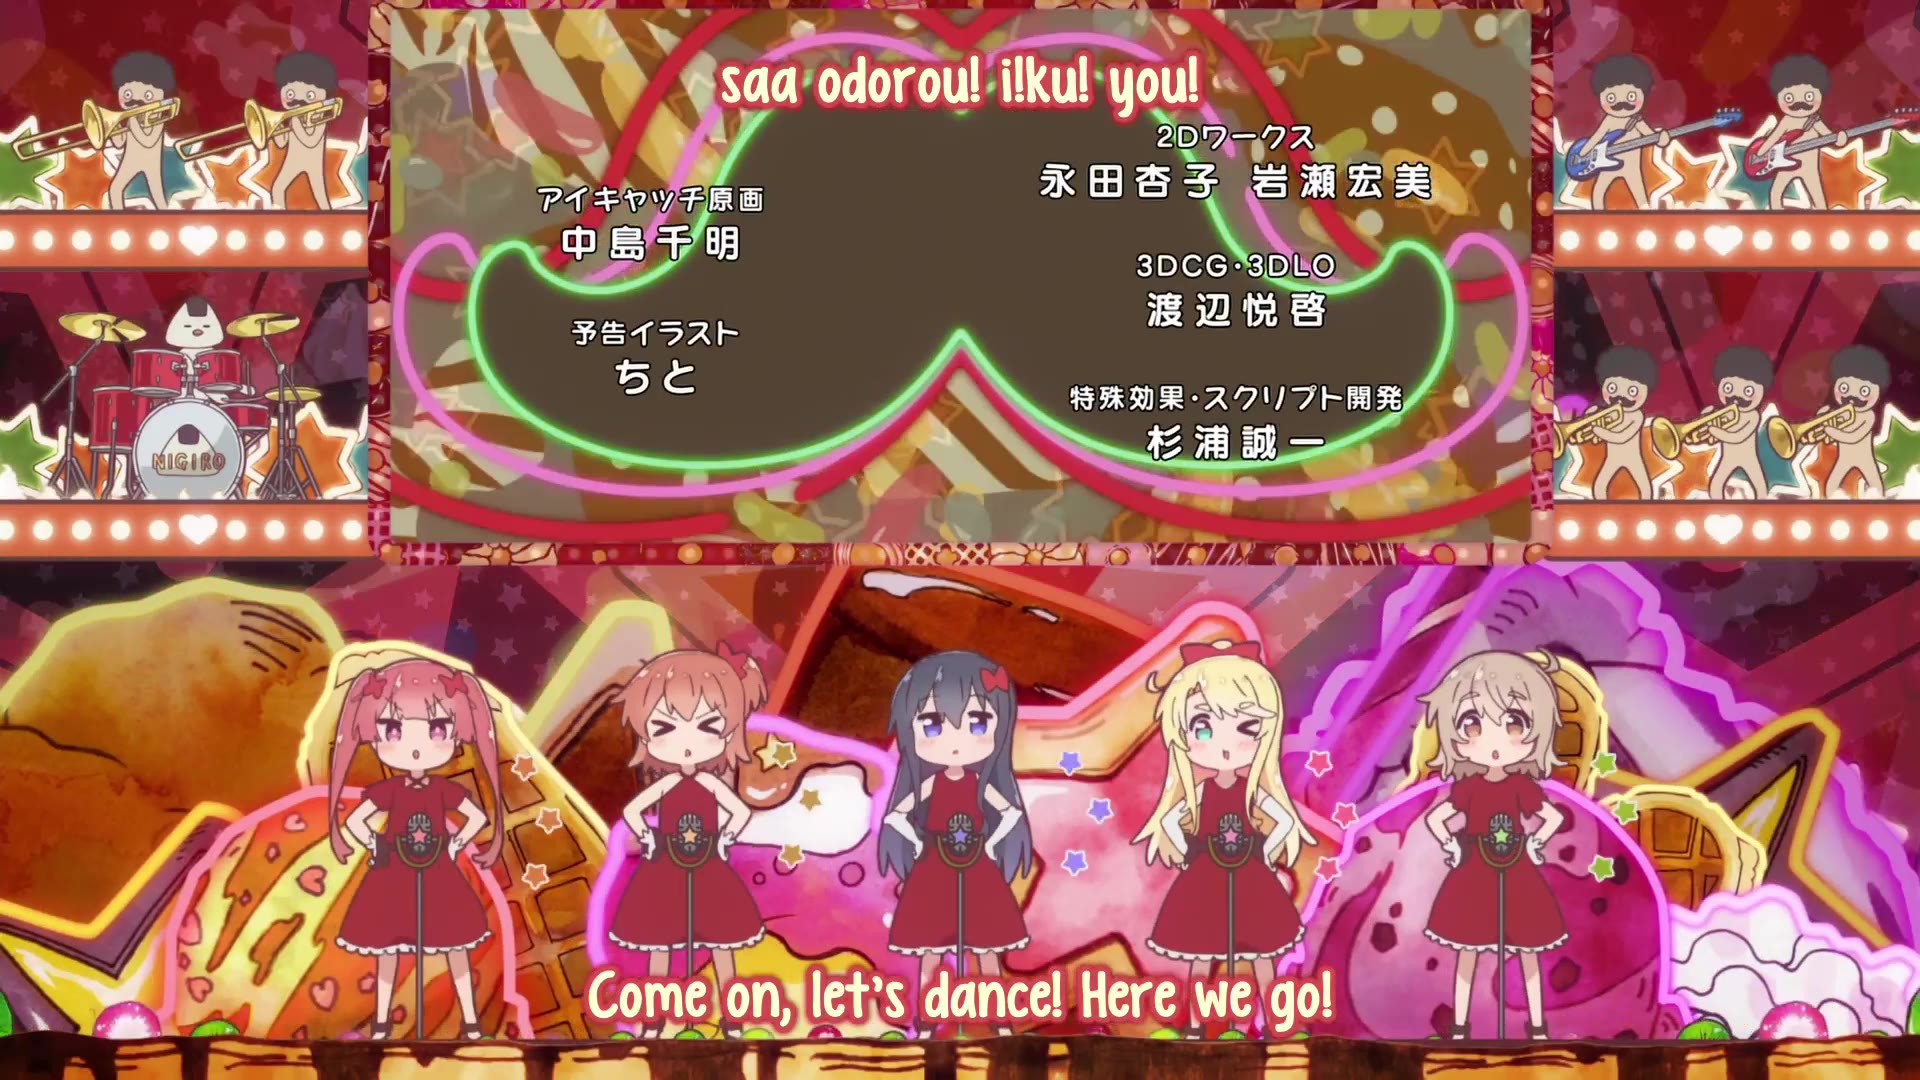 saa odorou! i!ku! you!
アイキャッチ原画
中島千明
予告イラスト
ちと
2Dワークス
永田杏子 岩瀬宏美
3DCG・3DLO
渡辺悦啓
特殊効果・スクリプト開発
杉浦誠一
NIGIRO
Come on, let's dance! Here we go!